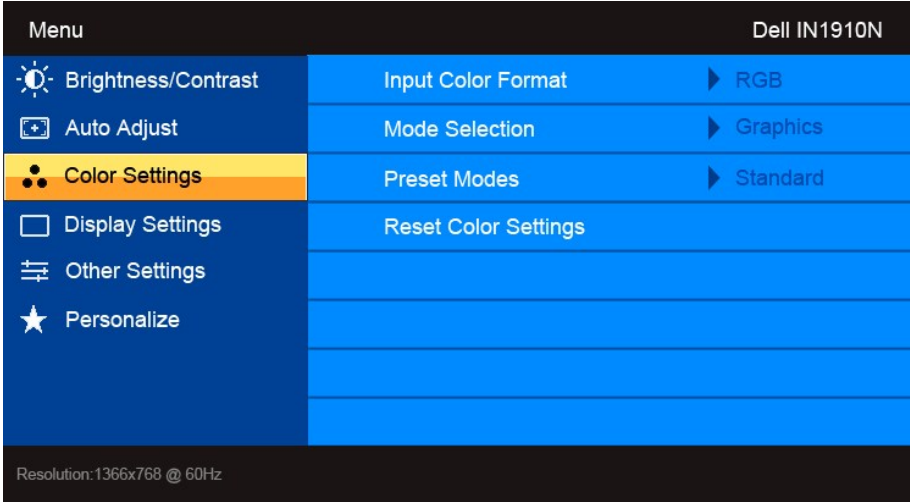 Menu Dell IN1910N
Brightness/Contrast Input Color Format RGB
Auto Adjust Mode Selection Graphics
Color Settings Preset Modes Standard
Display Settings Reset Color Settings
Other Settings
Personalize
Resolution:1366x768 @ 60Hz